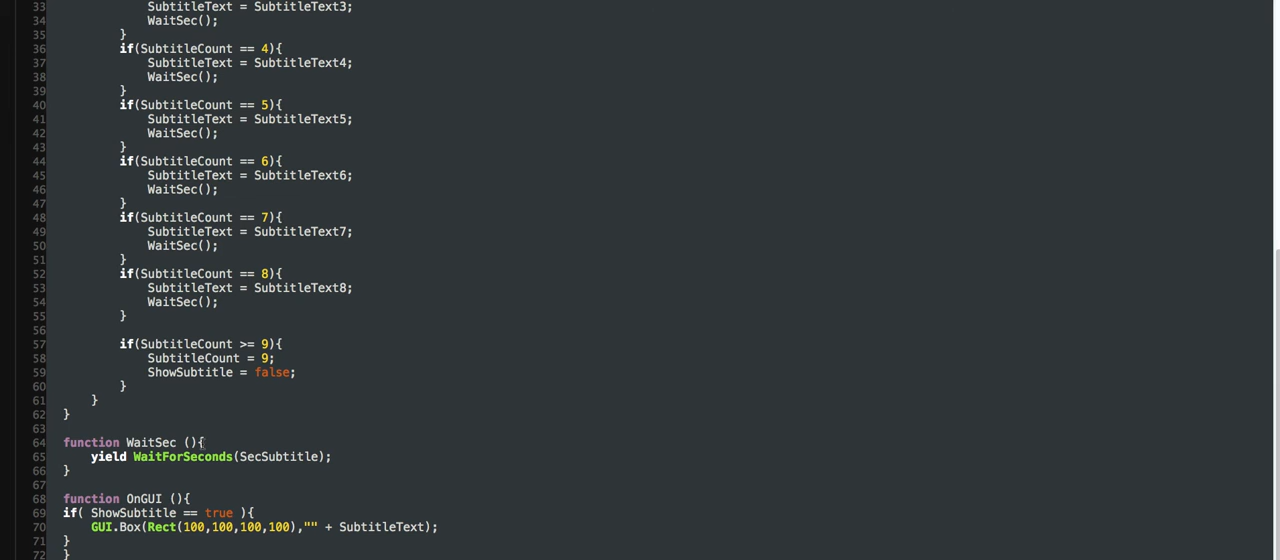 33 SubtitleText = SubtitleText3;
34 WaitSec();
35 }
36 if(SubtitleCount == 4){
37 SubtitleText = SubtitleText4;
38 WaitSec();
39 }
40 if(SubtitleCount == 5){
41 SubtitleText = SubtitleText5;
42 WaitSec();
43 }
44 if(SubtitleCount == 6){
45 SubtitleText = SubtitleText6;
46 WaitSec();
47 }
48 if(SubtitleCount == 7){
49 SubtitleText = SubtitleText7;
50 WaitSec();
51 }
52 if(SubtitleCount == 8){
53 SubtitleText = SubtitleText8;
54 WaitSec();
55 }
56
57 if(SubtitleCount >= 9){
58 SubtitleCount = 9;
59 ShowSubtitle = false;
60 }
61 }
62 }
63
64 function WaitSec (){
65 yield WaitForSeconds(SecSubtitle);
66 }
67
68 function OnGUI (){
69 if( ShowSubtitle == true ){
70 GUI.Box(Rect(100,100,100,100),"" + SubtitleText);
71 }
72 }